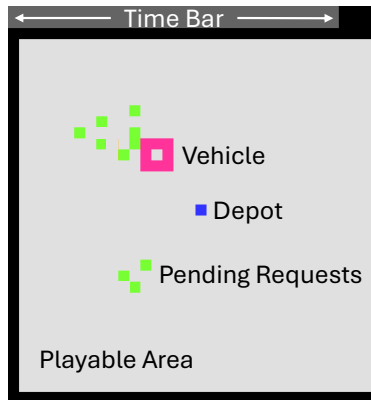 Time Bar
Vehicle
Depot
Pending Requests
Playable Area